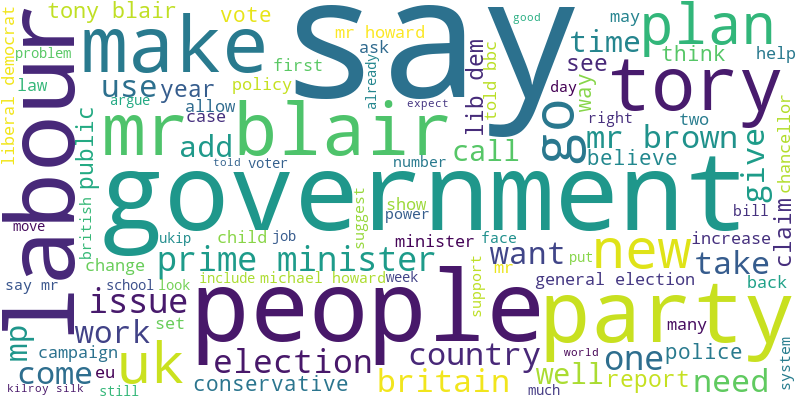 tony blair
vote
good
may
plan
say
make
mr howard
ask
time
think
liberal democrat
problem
law
use
year
first
policy
already
lib dem
told bbc
see
way
help
day
tory
labour
argue
allow
case
expect
mr blair
go
right
two
mr brown
public
add
call
believe
give
chancellor
told
voter
number
government
british
move
ukip
child
job
suggest
show
power
minister
face
want
new
bill
increase
claim
change
prime minister
put
take
say mr
school
look
include
michael howard
week
mr
support
general election
back
issue
people
party
many
mp
work
set
campaign
uk
election
country
one
police
world
system
come
eu
conservative
britain
well
report
need
kilroy silk
still
much